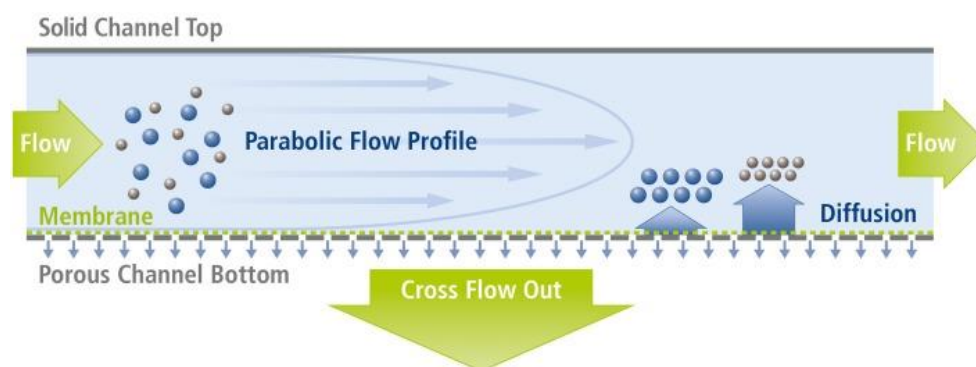 Solid Channel Top
Flow
Parabolic Flow Profile
Flow
Membrane
Diffusion
Porous Channel Bottom
Cross Flow Out